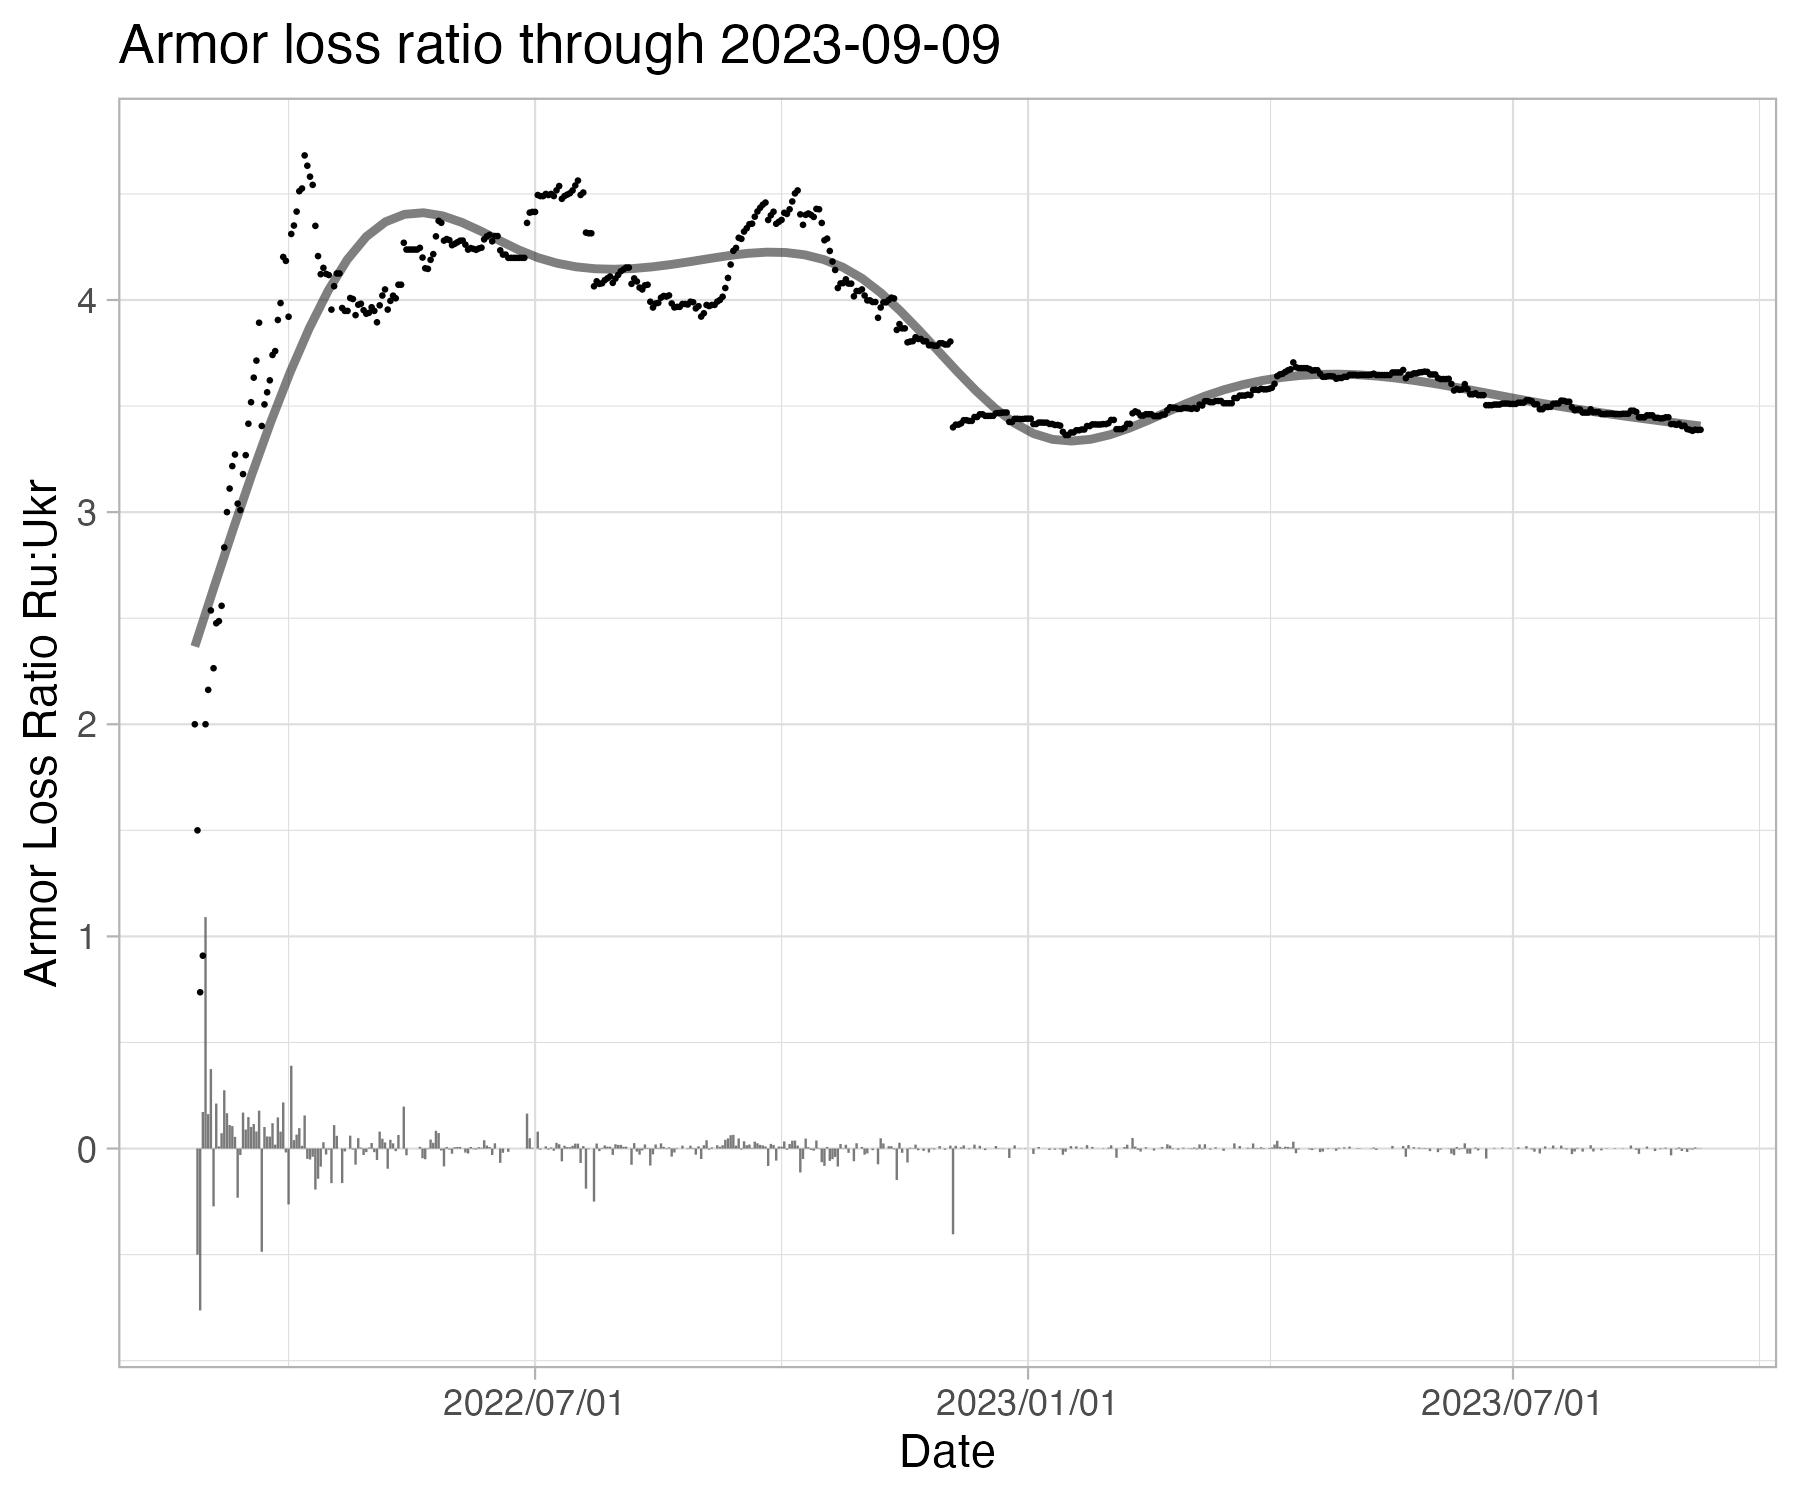 Armor loss ratio through 2023-09-09
Armor Loss Ratio Ru:Ukr
4
3
2
1
0
2022/07/01
2023/01/01
2023/07/01
Date